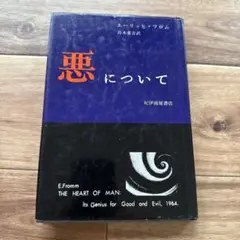 エーリッヒ・フロム
鈴木重吉訳
悪について
紀伊國屋書店
E.Fromm
THE HEART OF MAN:
Its Genius for Good and Evil, 1964.